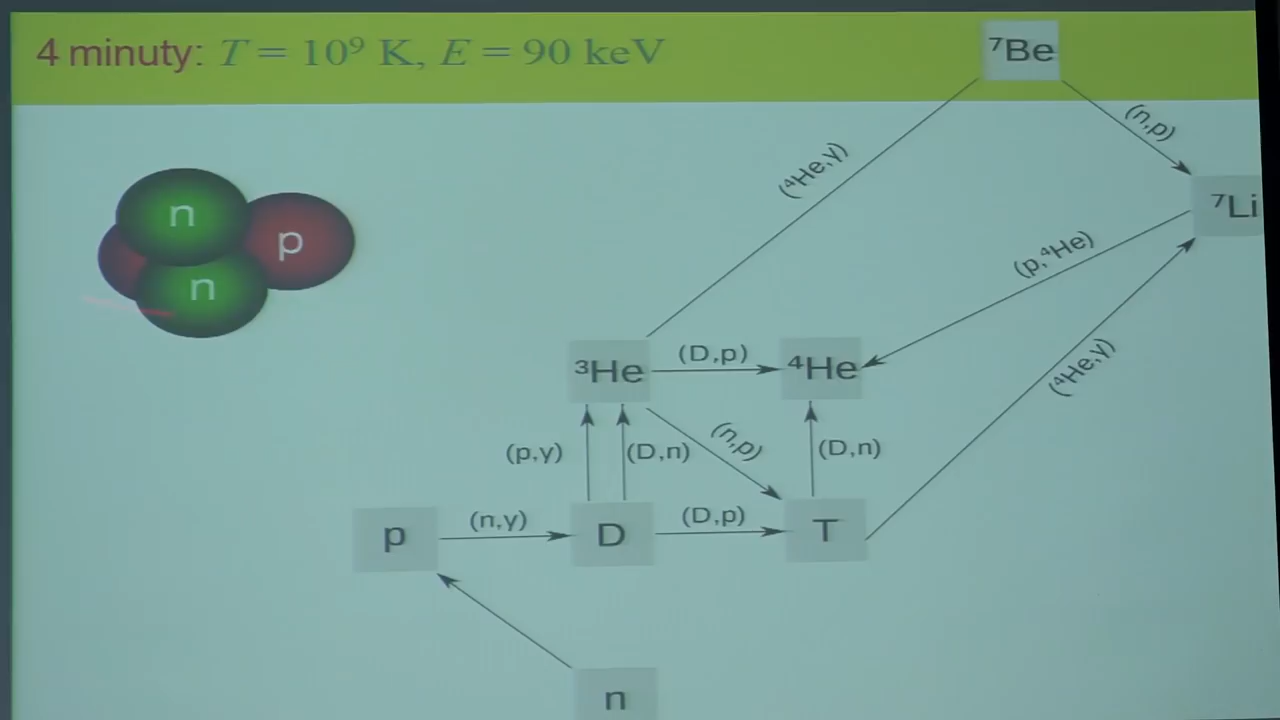 4 minuty: T = 10⁹ K, E = 90 keV
⁷Be
(n,p)
(⁴He,γ)
⁷Li
n
p
n
(p,⁴He)
³He
(D,p)
⁴He
(⁴He,γ)
(p,γ)
(D,n)
(n,p)
(D,n)
p
(n,γ)
D
(D,p)
T
n